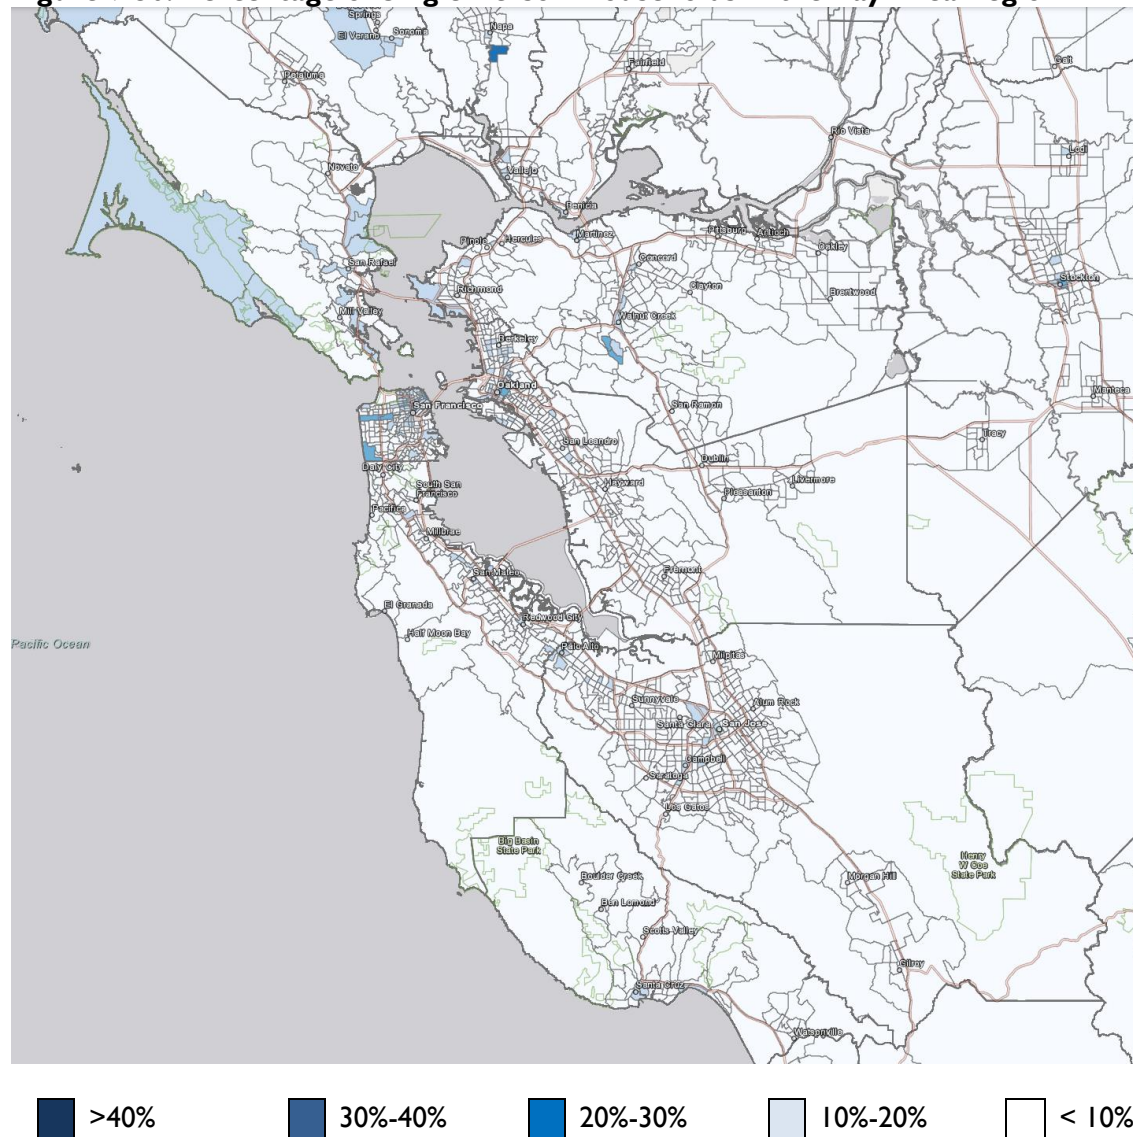 Springs
Napa
El Verano
Sonoma
Petaluma
Fairfield
Galt
Rio Vista
Lodi
Novato
Vallejo
Benicia
Martinez
Pittsburg
Antioch
Pinole
Hercules
Oakley
San Rafael
Concord
Stockton
Richmond
Clayton
Brentwood
Mill Valley
Walnut Creek
Berkeley
Oakland
Manteca
San Francisco
San Ramon
Tracy
San Leandro
Daly City
Dublin
South San
Francisco
Hayward
Livermore
Pleasanton
Pacifica
Millbrae
San Mateo
Fremont
El Granada
Redwood City
Half Moon Bay
Pacific Ocean
Palo Alto
Milpitas
Sunnyvale
Alum Rock
Santa Clara
San Jose
Campbell
Saratoga
Los Gatos
Big Basin
State Park
Henry
W Coe
State Park
Boulder Creek
Morgan Hill
Ben Lomond
Scotts Valley
Gilroy
Santa Cruz
Watsonville
>40%
30%-40%
20%-30%
10%-20%
< 10%